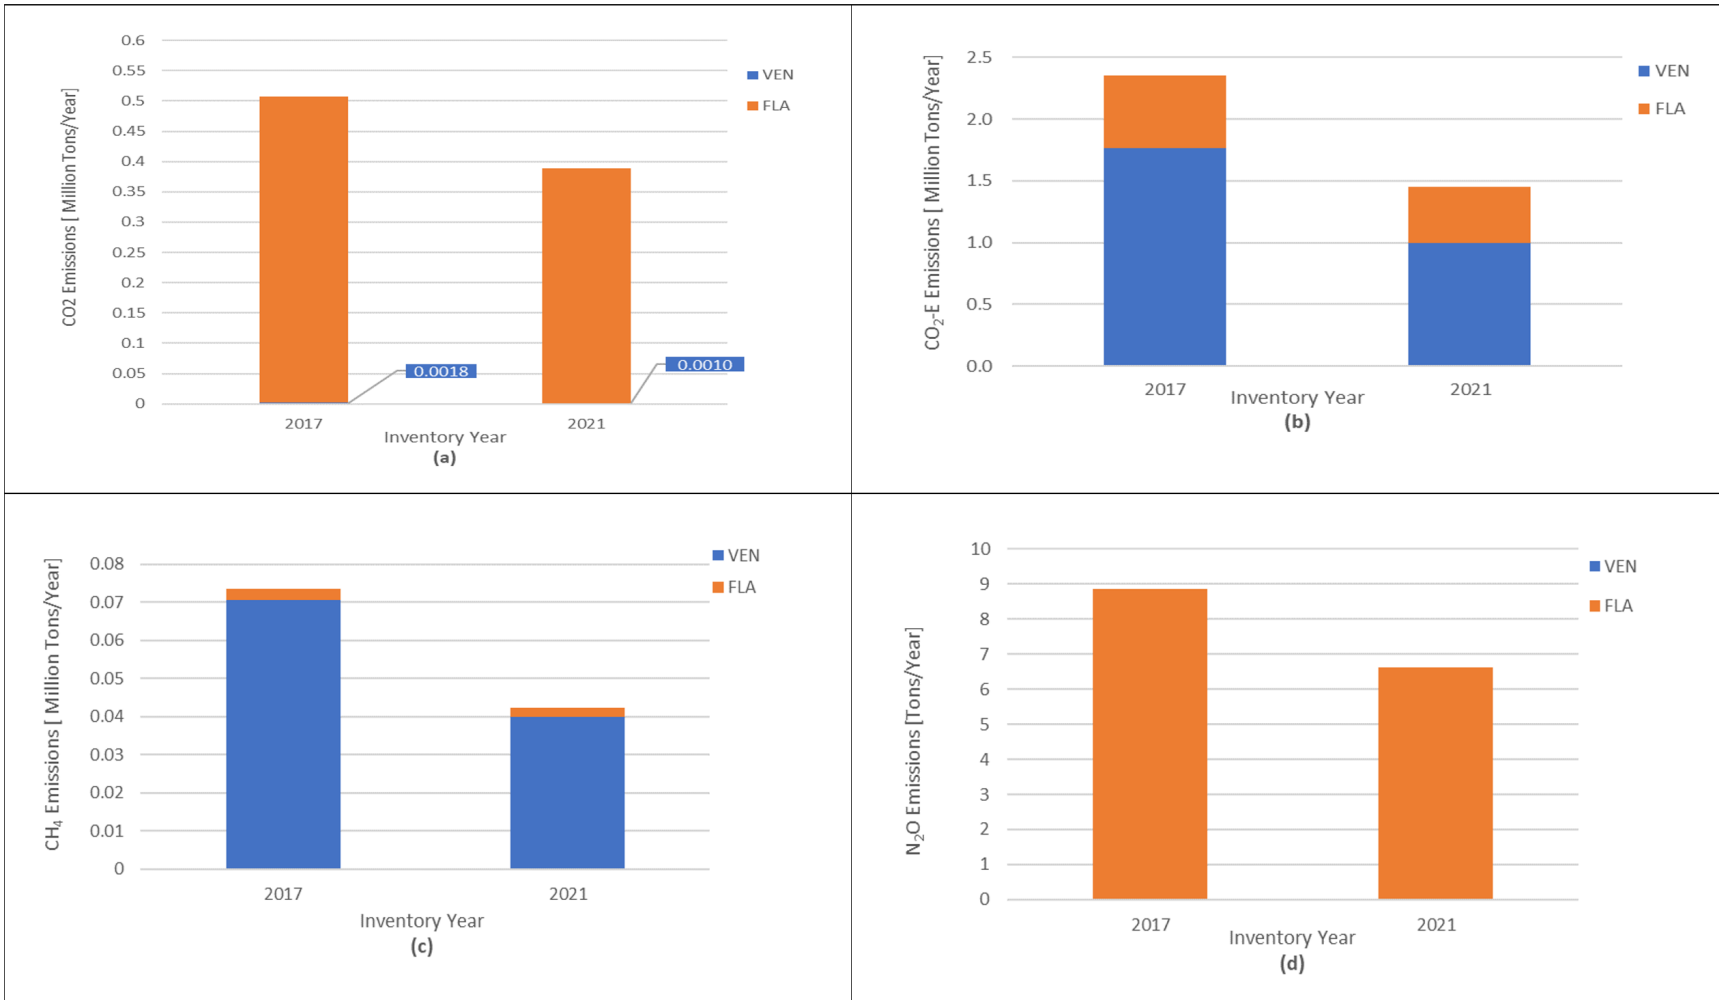 0.6
0.55
0.5
0.45
0.4
0.35
0.3
0.25
0.2
0.15
0.1
0.05
0
CO2 Emissions [ Million Tons/Year]
VEN
FLA
0.0018
0.0010
2017
2021
Inventory Year
(a)
2.5
2.0
1.5
1.0
0.5
0.0
CO₂-E Emissions [ Million Tons/Year]
VEN
FLA
2017
2021
Inventory Year
(b)
0.08
0.07
0.06
0.05
0.04
0.03
0.02
0.01
0
CH₄ Emissions [ Million Tons/Year]
VEN
FLA
2017
2021
Inventory Year
(c)
10
9
8
7
6
5
4
3
2
1
0
N₂O Emissions [Tons/Year]
VEN
FLA
2017
2021
Inventory Year
(d)